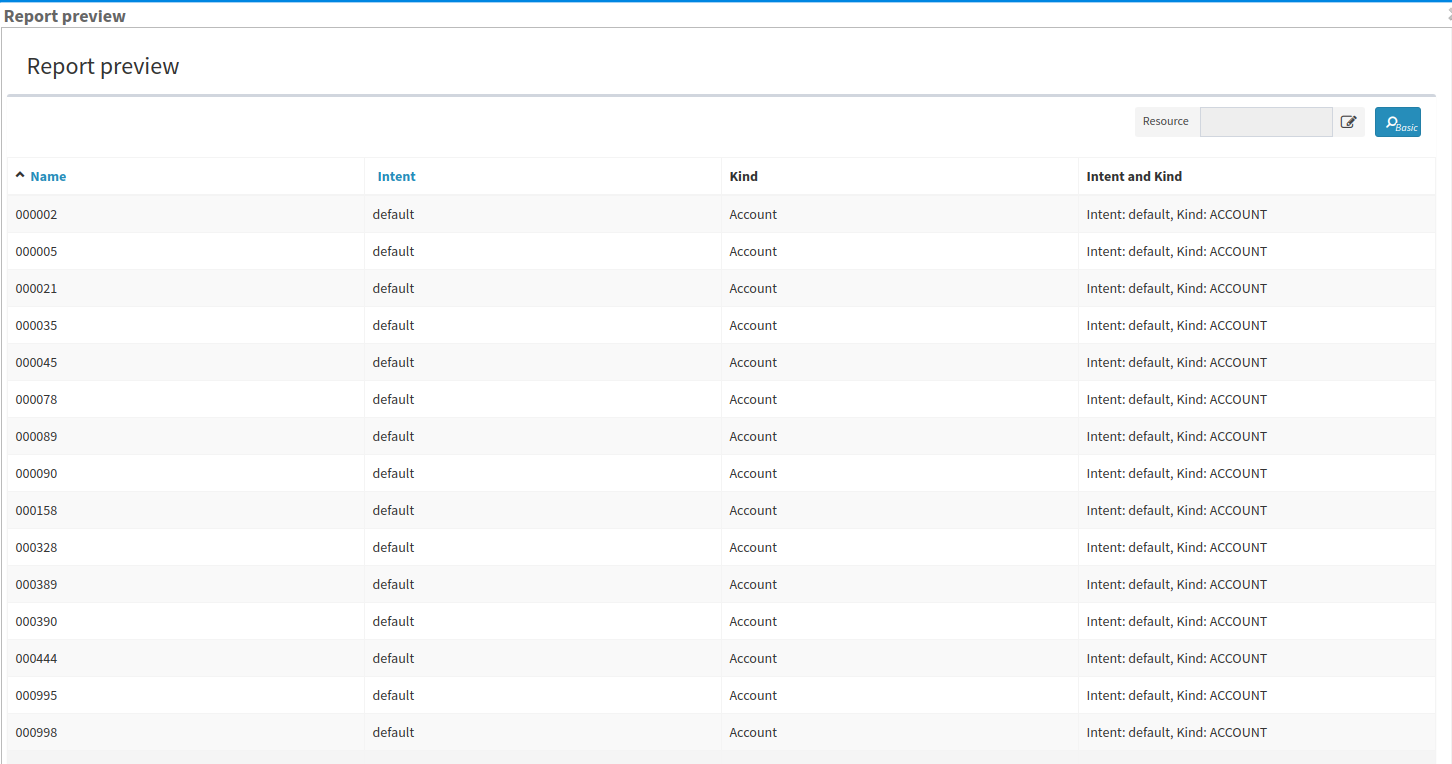 Report preview
Report preview
Resource
Basic
Name Intent Kind Intent and Kind
000002 default Account Intent: default, Kind: ACCOUNT
000005 default Account Intent: default, Kind: ACCOUNT
000021 default Account Intent: default, Kind: ACCOUNT
000035 default Account Intent: default, Kind: ACCOUNT
000045 default Account Intent: default, Kind: ACCOUNT
000078 default Account Intent: default, Kind: ACCOUNT
000089 default Account Intent: default, Kind: ACCOUNT
000090 default Account Intent: default, Kind: ACCOUNT
000158 default Account Intent: default, Kind: ACCOUNT
000328 default Account Intent: default, Kind: ACCOUNT
000389 default Account Intent: default, Kind: ACCOUNT
000390 default Account Intent: default, Kind: ACCOUNT
000444 default Account Intent: default, Kind: ACCOUNT
000995 default Account Intent: default, Kind: ACCOUNT
000998 default Account Intent: default, Kind: ACCOUNT